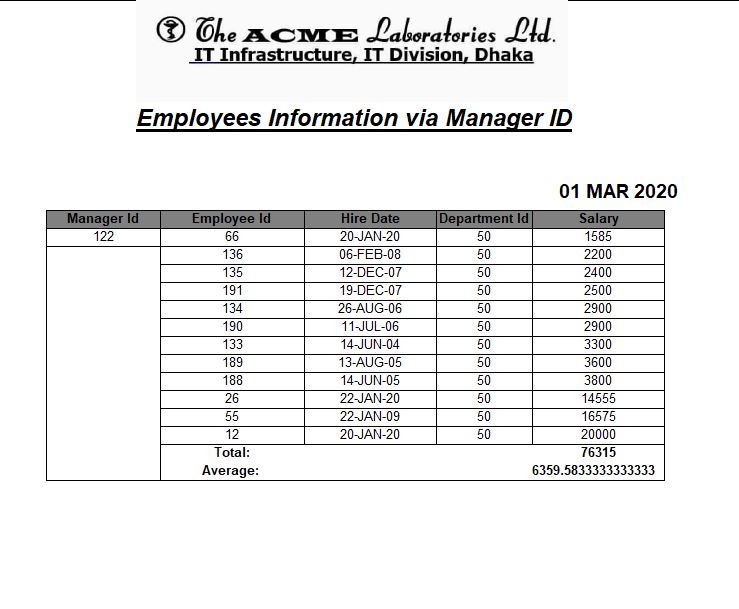 The ACME Laboratories Ltd.
IT Infrastructure, IT Division, Dhaka
Employees Information via Manager ID
01 MAR 2020
Manager Id Employee Id Hire Date Department Id Salary
122 66 20-JAN-20 50 1585
136 06-FEB-08 50 2200
135 12-DEC-07 50 2400
191 19-DEC-07 50 2500
134 26-AUG-06 50 2900
190 11-JUL-06 50 2900
133 14-JUN-04 50 3300
189 13-AUG-05 50 3600
188 14-JUN-05 50 3800
26 22-JAN-20 50 14555
55 22-JAN-09 50 16575
12 20-JAN-20 50 20000
Total: 76315
Average: 6359.5833333333333